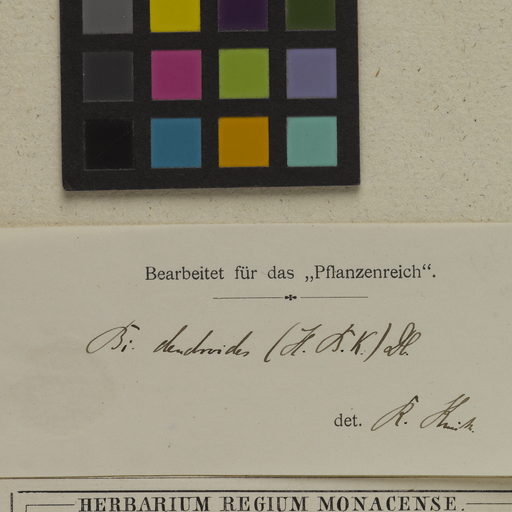 Bearbeitet für das „Pflanzenreich“.
Bi. dendroides (H. B. K.) DC.
det. R. Knuth.
HERBARIUM REGIUM MONACENSE.